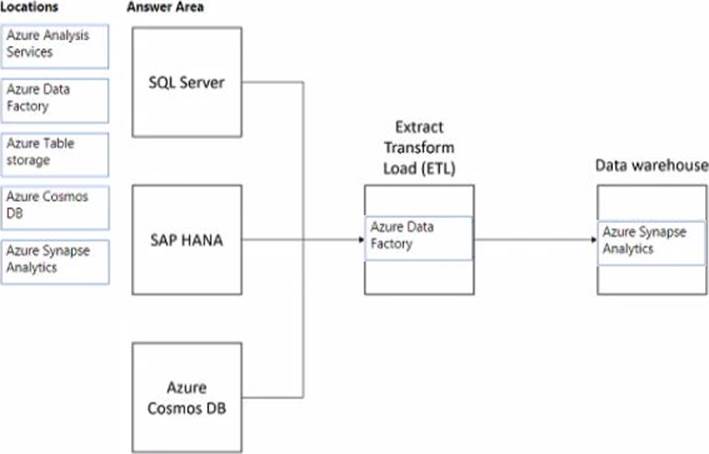 Locations
Answer Area
Azure Analysis
Services
Azure Data
Factory
Azure Table
storage
Azure Cosmos
DB
Azure Synapse
Analytics
SQL Server
SAP HANA
Azure
Cosmos DB
Extract
Transform
Load (ETL)
Azure Data
Factory
Data warehouse
Azure Synapse
Analytics